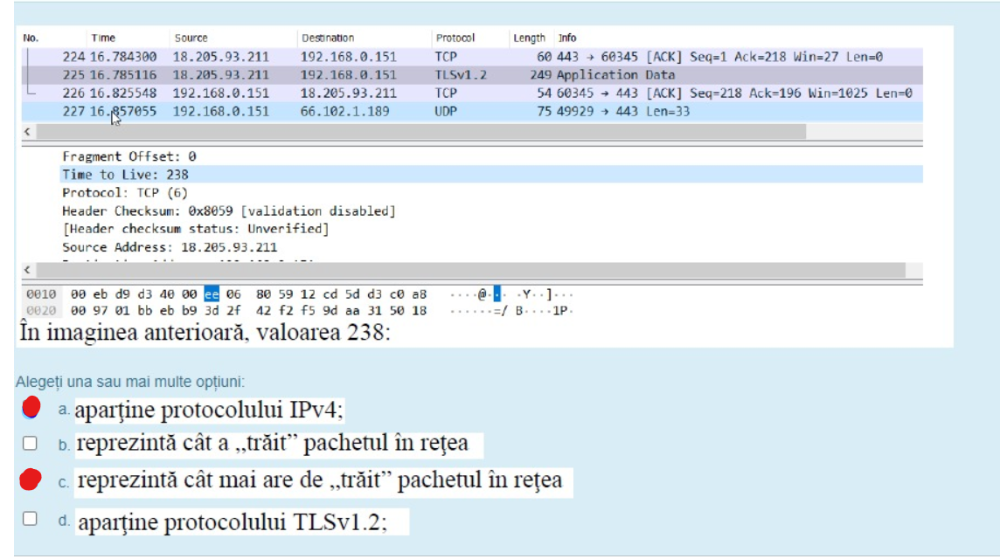 No. Time Source Destination Protocol Length Info
224 16.784300 18.205.93.211 192.168.0.151 TCP 60 443 → 60345 [ACK] Seq=1 Ack=218 Win=27 Len=0
225 16.785116 18.205.93.211 192.168.0.151 TLSv1.2 249 Application Data
226 16.825548 192.168.0.151 18.205.93.211 TCP 54 60345 → 443 [ACK] Seq=218 Ack=196 Win=1025 Len=0
227 16.857055 192.168.0.151 66.102.1.189 UDP 75 49929 → 443 Len=33
Fragment Offset: 0
Time to Live: 238
Protocol: TCP (6)
Header Checksum: 0x8059 [validation disabled]
[Header checksum status: Unverified]
Source Address: 18.205.93.211
0010 00 eb d9 d3 40 00 ee 06 80 59 12 cd 5d d3 c0 a8 ····@··· ·Y··]···
0020 00 97 01 bb eb b9 3d 2f 42 f2 f5 9d aa 31 50 18 ······=/ B····1P·
În imaginea anterioară, valoarea 238:
Alegeți una sau mai multe opțiuni:
a. aparţine protocolului IPv4;
b. reprezintă cât a ,,trăit” pachetul în reţea
c. reprezintă cât mai are de ,,trăit” pachetul în reţea
d. aparţine protocolului TLSv1.2;